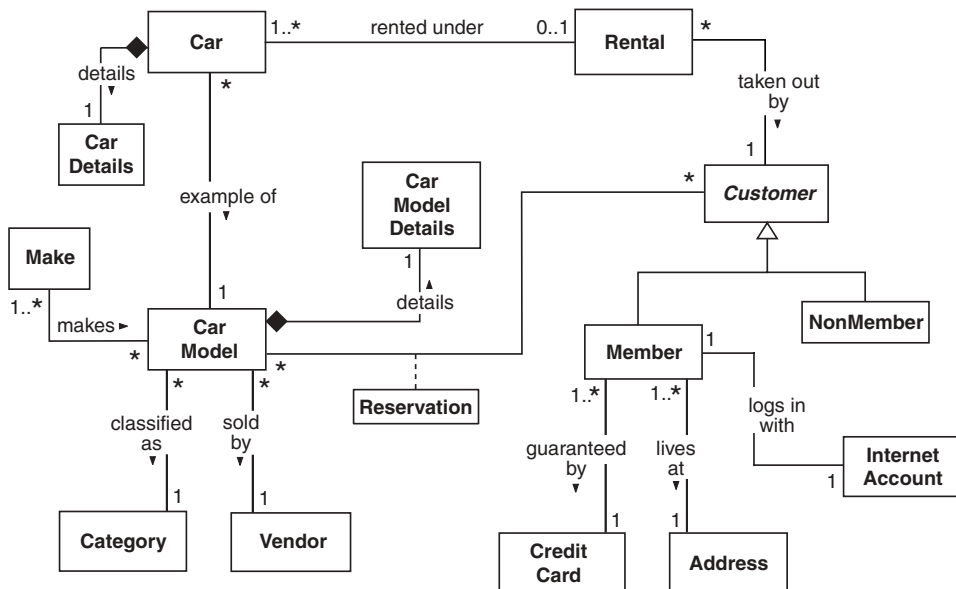 Car
1..*
rented under
0..1
Rental
*
details
1
Car
Details
*
example of
1
taken out
by
1
Car
Model
Details
1
details
*
Customer
Make
1..*
makes
*
Car
Model
*
*
*
Reservation
NonMember
Member
1
1..*
1..*
classified
as
1
sold
by
1
guaranteed
by
1
lives
at
1
logs in
with
1
Internet
Account
Category
Vendor
Credit
Card
Address